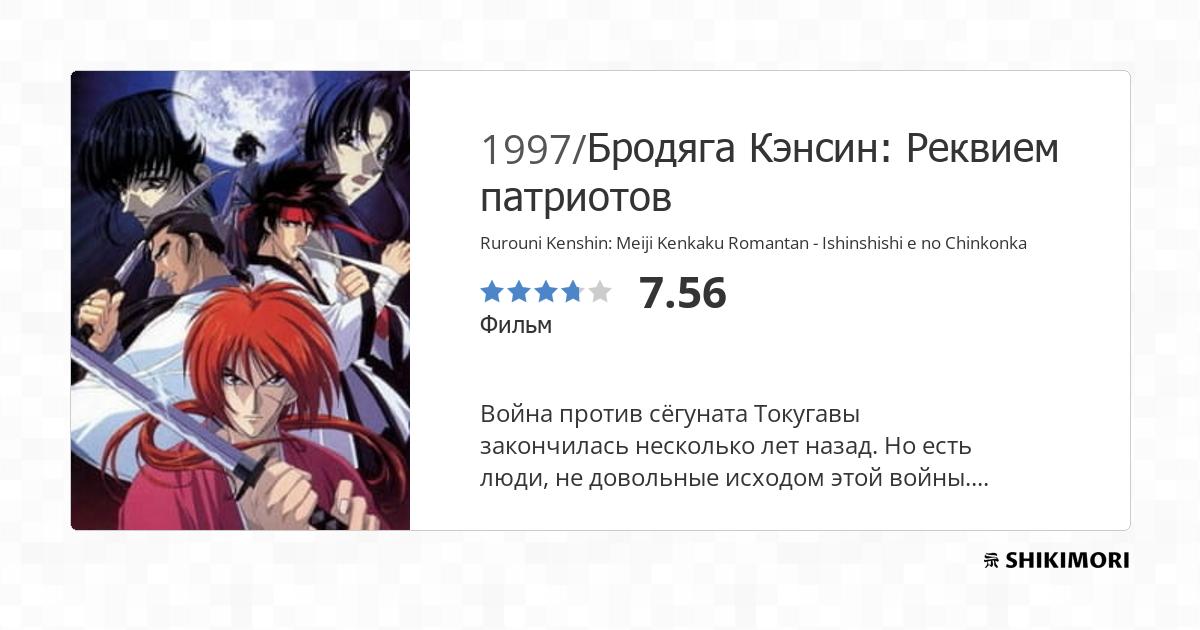 1997/Бродяга Кэнсин: Реквием
патриотов
Rurouni Kenshin: Meiji Kenkaku Romantan - Ishinshishi e no Chinkonka
7.56
Фильм
Война против сёгуната Токугавы
закончилась несколько лет назад. Но есть
люди, не довольные исходом этой войны....
SHIKIMORI